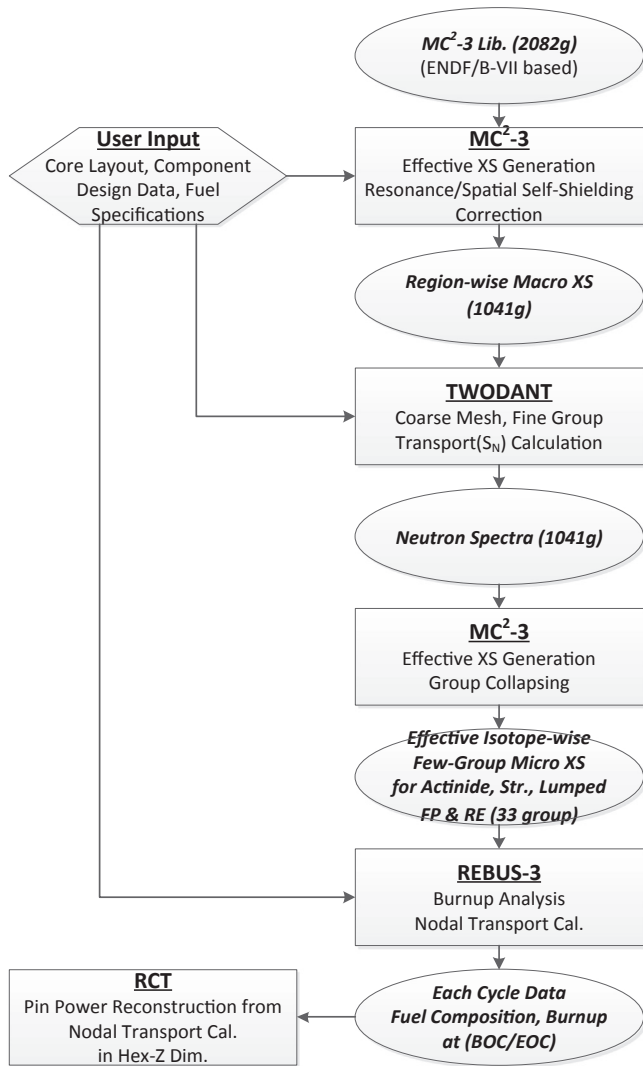 MC²-3 Lib. (2082g)
(ENDF/B-VII based)
User Input
Core Layout, Component
Design Data, Fuel
Specifications
MC²-3
Effective XS Generation
Resonance/Spatial Self-Shielding
Correction
Region-wise Macro XS
(1041g)
TWODANT
Coarse Mesh, Fine Group
Transport(S_N) Calculation
Neutron Spectra (1041g)
MC²-3
Effective XS Generation
Group Collapsing
Effective Isotope-wise
Few-Group Micro XS
for Actinide, Str., Lumped
FP & RE (33 group)
REBUS-3
Burnup Analysis
Nodal Transport Cal.
RCT
Pin Power Reconstruction from
Nodal Transport Cal.
in Hex-Z Dim.
Each Cycle Data
Fuel Composition, Burnup
at (BOC/EOC)